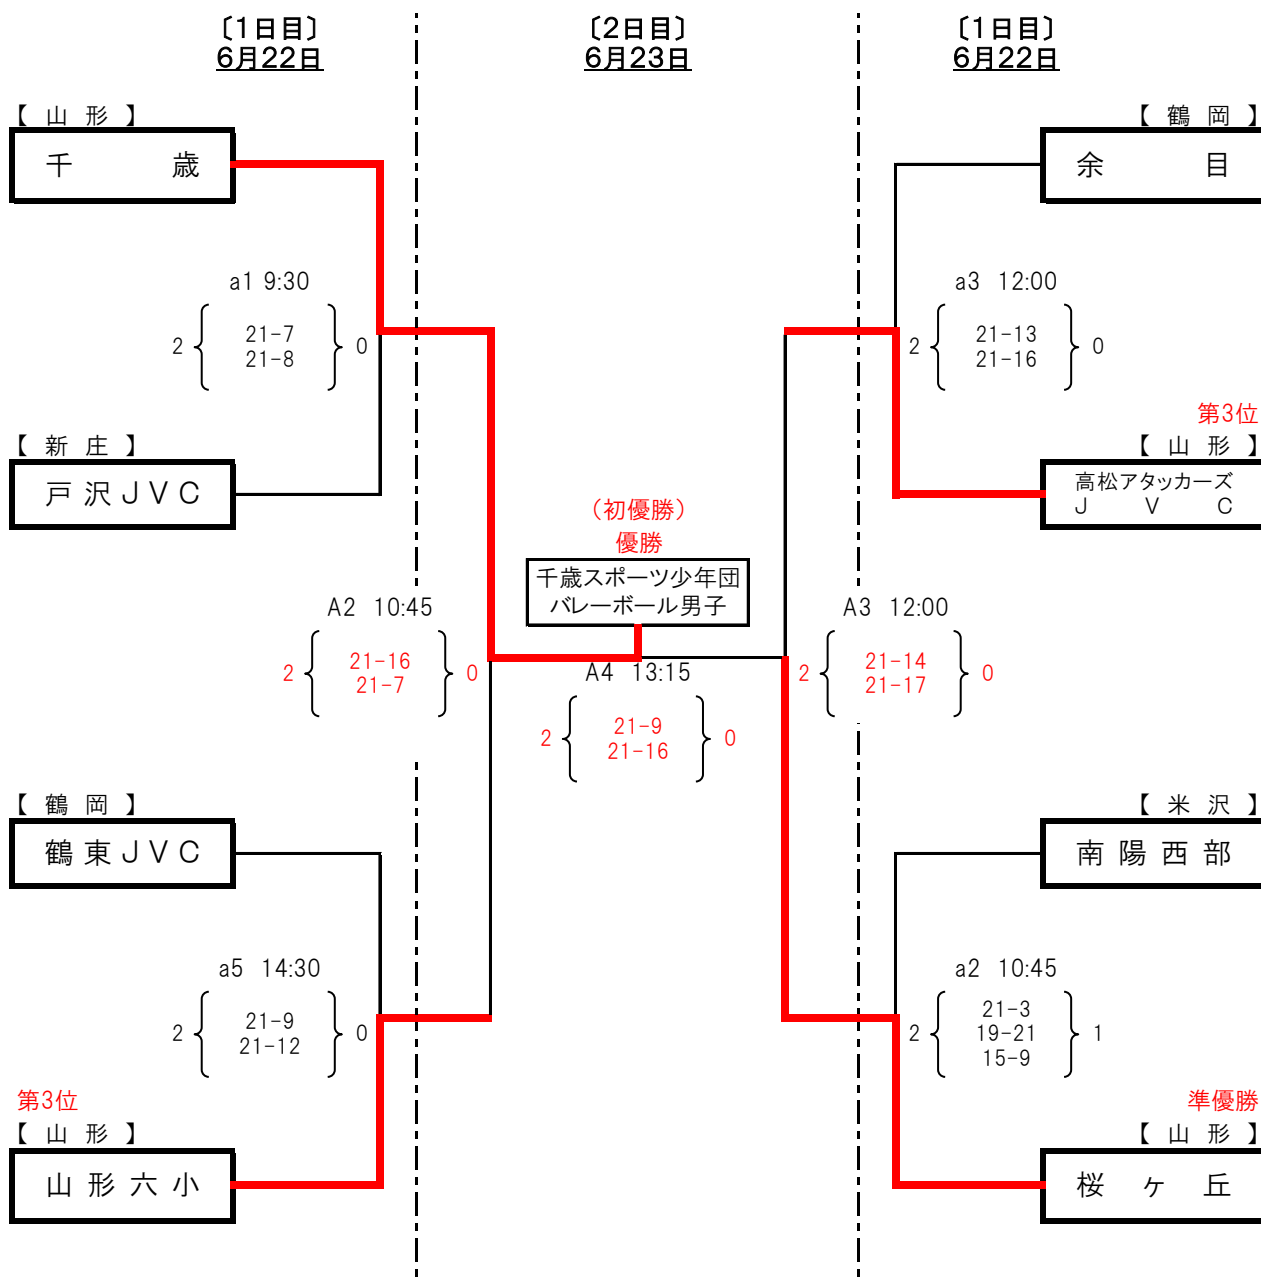 〔1日目〕
6月22日
〔2日目〕
6月23日
〔1日目〕
6月22日
【 山 形 】
千 歳
【 鶴 岡 】
余 目
a1 9:30
2 21-7 0
21-8
a3 12:00
2 21-13 0
21-16
【 新 庄 】
戸 沢 J V C
第3位
【 山 形 】
高松アタッカーズ
J V C
（初優勝）
優勝
千歳スポーツ少年団
バレーボール男子
A2 10:45
2 21-16 0
21-7
A4 13:15
2 21-9 0
21-16
A3 12:00
2 21-14 0
21-17
【 鶴 岡 】
鶴 東 J V C
【 米 沢 】
南 陽 西 部
a5 14:30
2 21-9 0
21-12
a2 10:45
21-3
2 19-21 1
15-9
第3位
【 山 形 】
山 形 六 小
準優勝
【 山 形 】
桜 ヶ 丘